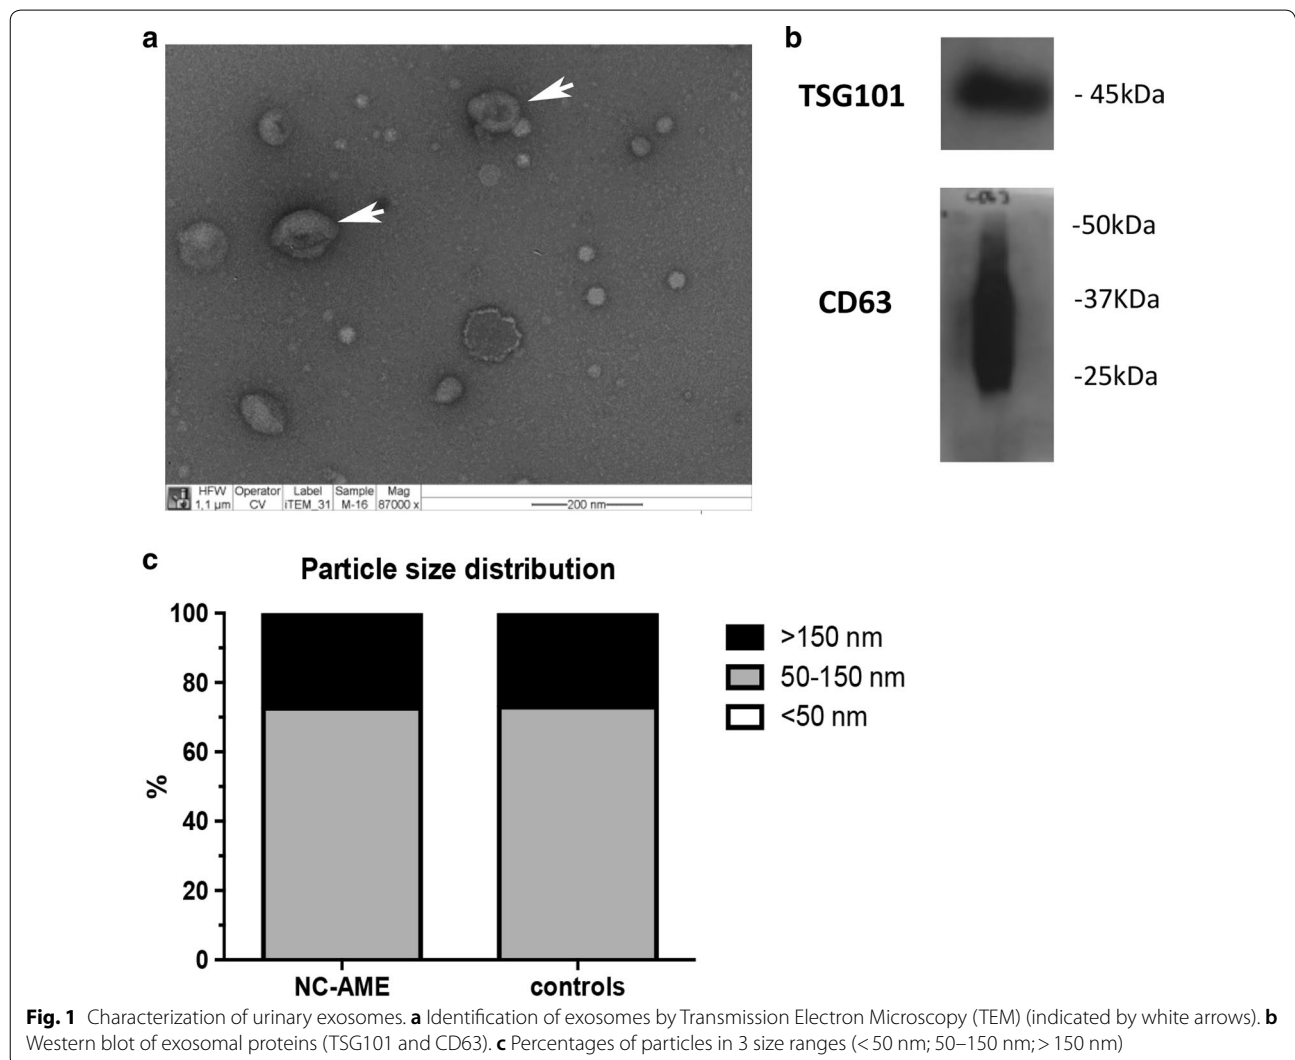 a
b
TSG101
- 45kDa
-50kDa
-37KDa
CD63
-25kDa
HFW Operator Label Sample Mag
1,1 µm CV iTEM_31 M-16 87000 x
200 nm
c
Particle size distribution
100
80
60
40
20
0
%
>150 nm
50-150 nm
<50 nm
NC-AME controls
Fig. 1 Characterization of urinary exosomes. a Identification of exosomes by Transmission Electron Microscopy (TEM) (indicated by white arrows). b
Western blot of exosomal proteins (TSG101 and CD63). c Percentages of particles in 3 size ranges (< 50 nm; 50–150 nm; > 150 nm)